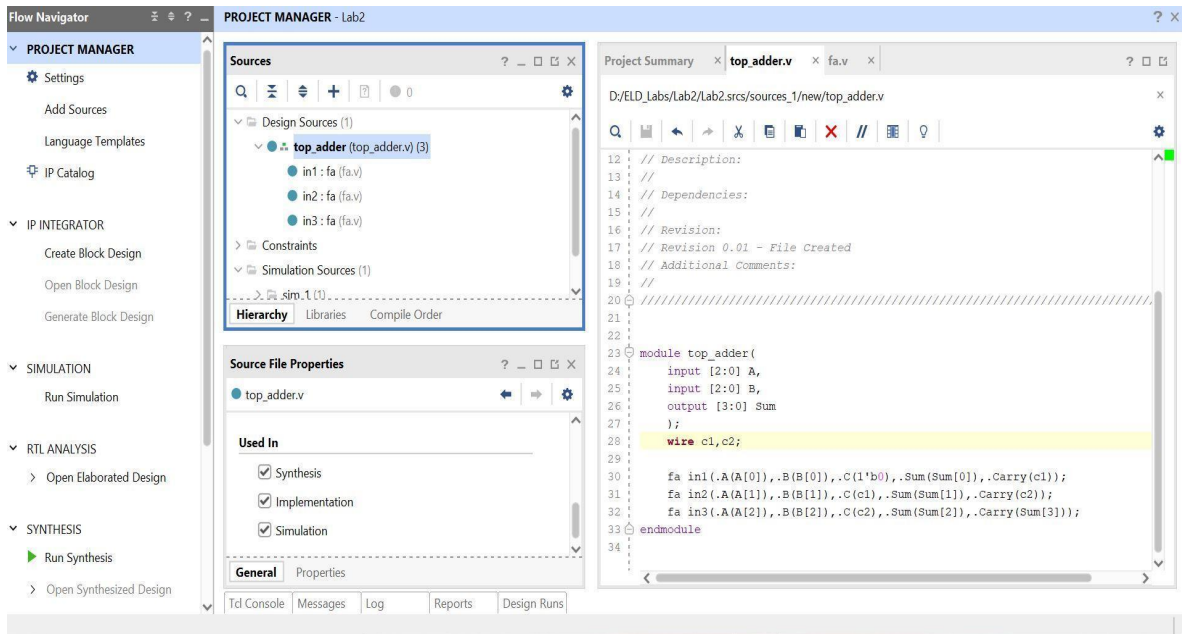 Flow Navigator ? _
PROJECT MANAGER - Lab2 ? ×
PROJECT MANAGER
Settings
Add Sources
Language Templates
IP Catalog
IP INTEGRATOR
Create Block Design
Open Block Design
Generate Block Design
SIMULATION
Run Simulation
RTL ANALYSIS
Open Elaborated Design
SYNTHESIS
Run Synthesis
Open Synthesized Design
Sources ? _
0
Design Sources (1)
top_adder (top_adder.v) (3)
in1 : fa (fa.v)
in2 : fa (fa.v)
in3 : fa (fa.v)
Constraints
Simulation Sources (1)
sim_1 (1)
Hierarchy Libraries Compile Order
Source File Properties ? _
top_adder.v
Used In
Synthesis
Implementation
Simulation
General Properties
Tcl Console Messages Log Reports Design Runs
Project Summary × top_adder.v × fa.v × ?
D:/ELD_Labs/Lab2/Lab2.srcs/sources_1/new/top_adder.v ×
12 // Description:
13 //
14 // Dependencies:
15 //
16 // Revision:
17 // Revision 0.01 - File Created
18 // Additional Comments:
19 //
20 //////////////////////////////////////////////////////////////////////////////////
21
22
23 module top_adder(
24 input [2:0] A,
25 input [2:0] B,
26 output [3:0] Sum
27 );
28 wire c1,c2;
29
30 fa in1(.A(A[0]),.B(B[0]),.C(1'b0),.Sum(Sum[0]),.Carry(c1));
31 fa in2(.A(A[1]),.B(B[1]),.C(c1),.Sum(Sum[1]),.Carry(c2));
32 fa in3(.A(A[2]),.B(B[2]),.C(c2),.Sum(Sum[2]),.Carry(Sum[3]));
33 endmodule
34